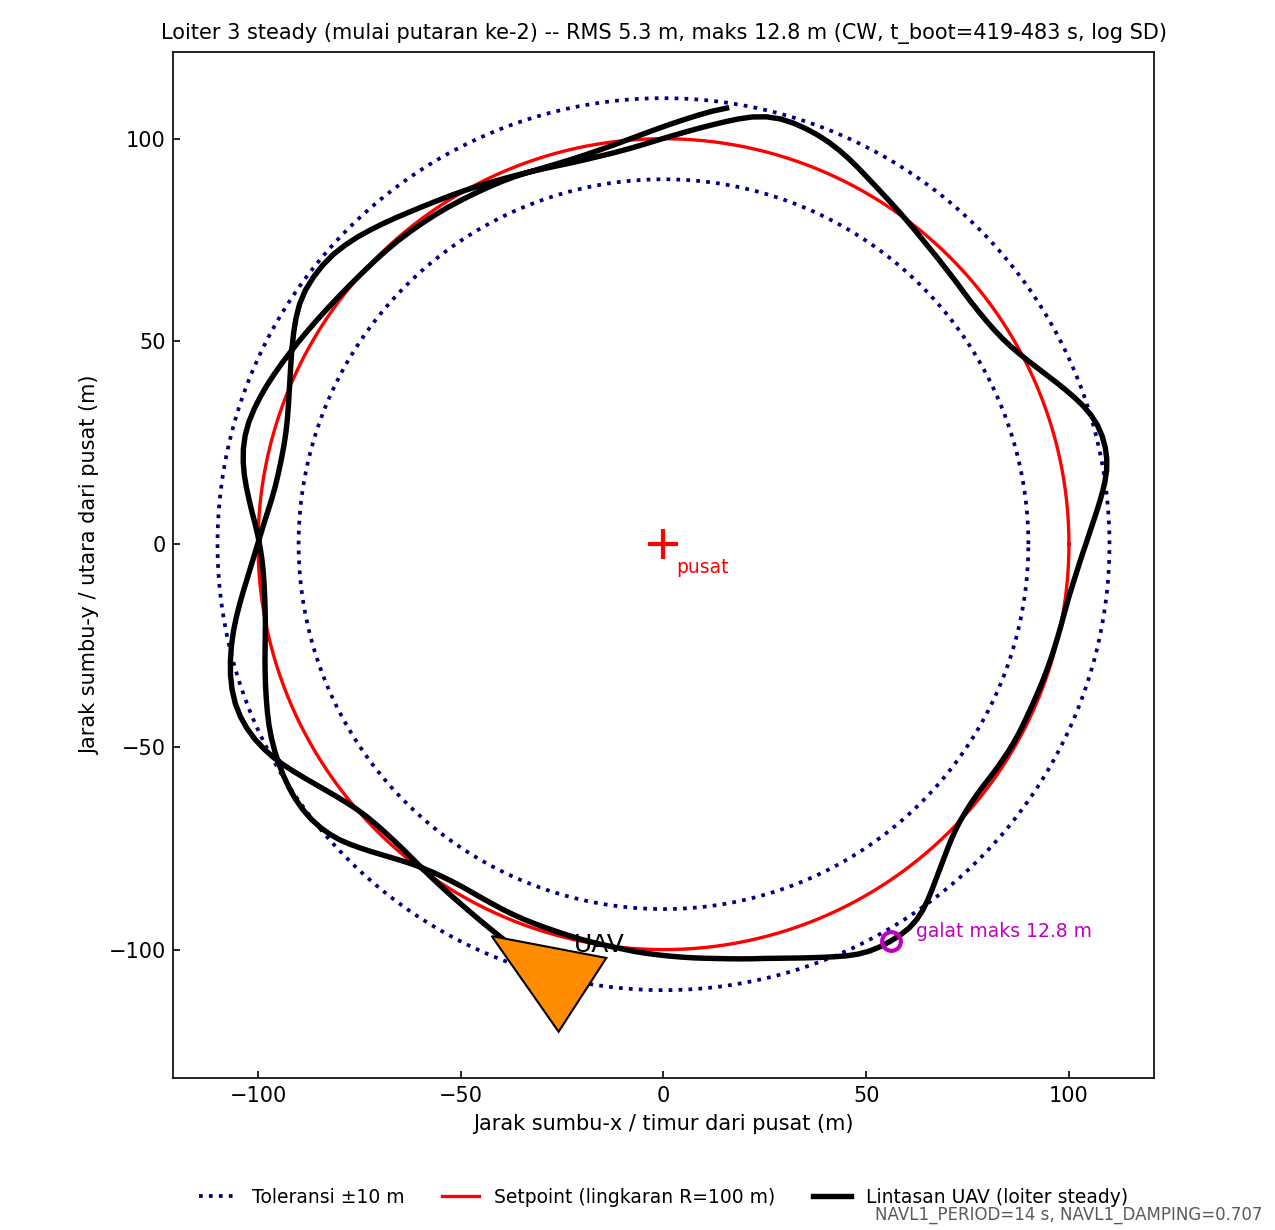 Loiter 3 steady (mulai putaran ke-2) -- RMS 5.3 m, maks 12.8 m (CW, t_boot=419-483 s, log SD)
Jarak sumbu-y / utara dari pusat (m)
100
50
0
−50
−100
pusat
UAV
galat maks 12.8 m
−100
−50
0
50
100
Jarak sumbu-x / timur dari pusat (m)
Toleransi ±10 m
Setpoint (lingkaran R=100 m)
Lintasan UAV (loiter steady)
NAVL1_PERIOD=14 s, NAVL1_DAMPING=0.707